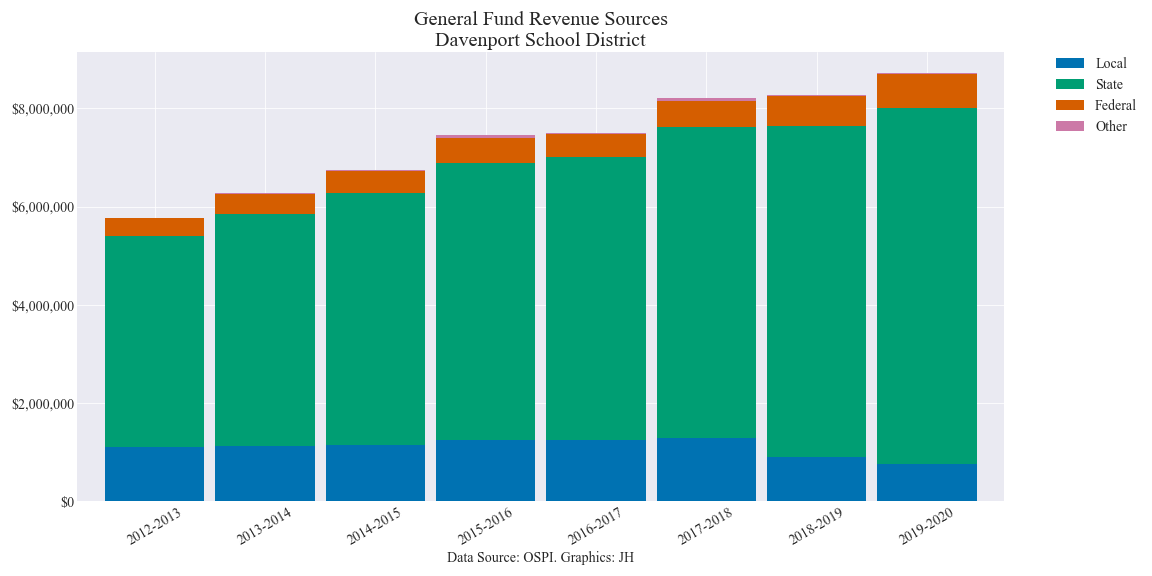 General Fund Revenue Sources
Davenport School District
Local
State
Federal
Other
$8,000,000
$6,000,000
$4,000,000
$2,000,000
$0
2012-2013
2013-2014
2014-2015
2015-2016
2016-2017
2017-2018
2018-2019
2019-2020
Data Source: OSPI. Graphics: JH